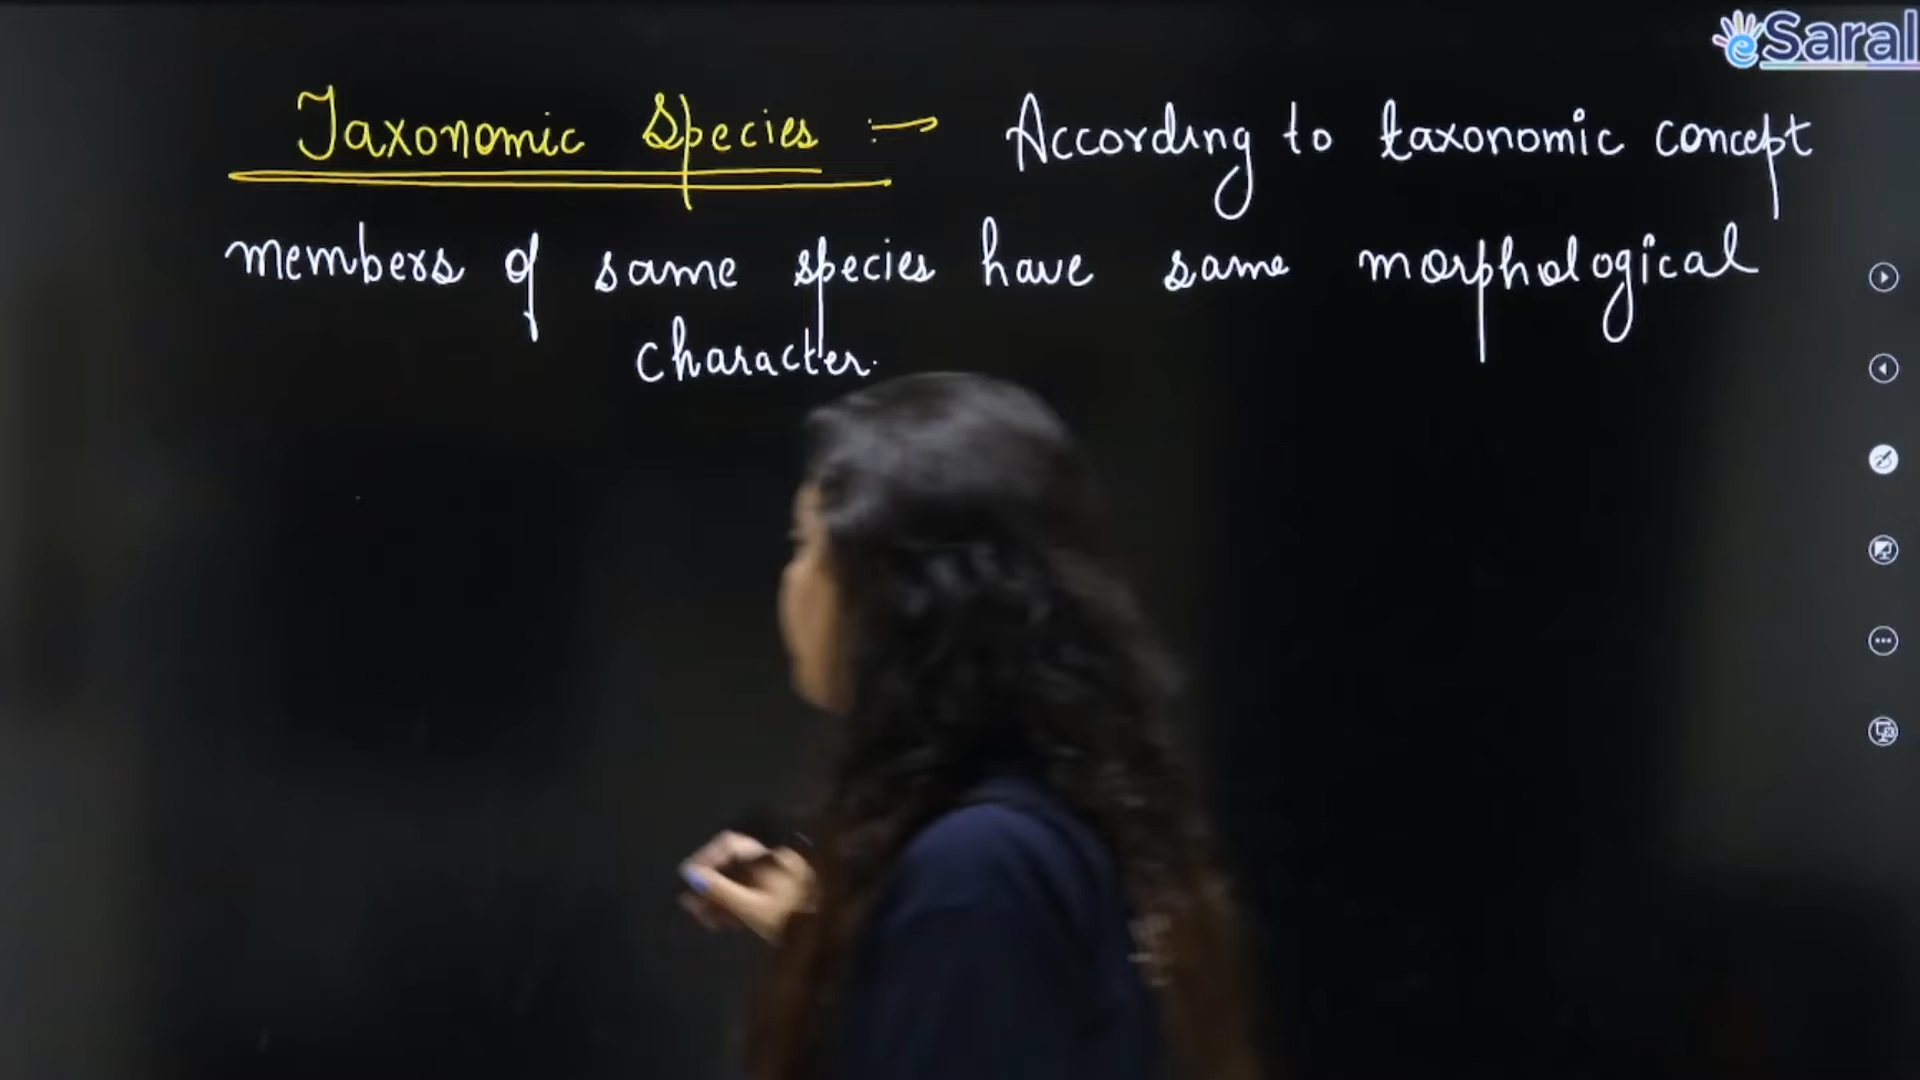 eSaral
Taxonomic Species :- According to taxonomic concept
members of same species have same morphological
character.